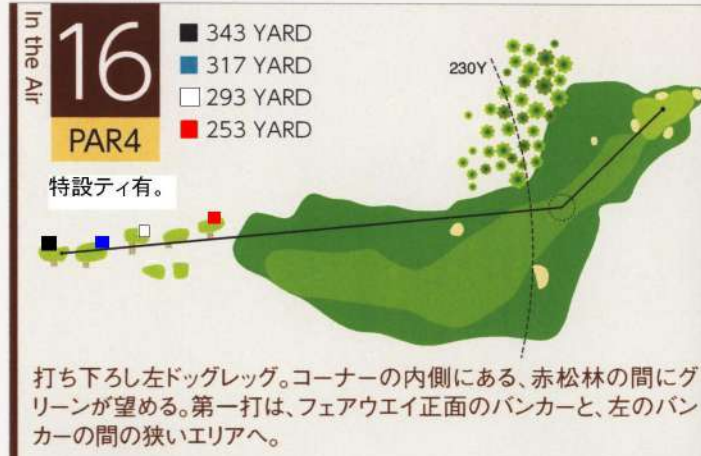 In the Air
16
PAR4
343 YARD
317 YARD
293 YARD
253 YARD
230Y
特設ティ有。
打ち下ろし左ドッグレッグ。コーナーの内側にある、赤松林の間にグ
リーンが望める。第一打は、フェアウエイ正面のバンカーと、左のバン
カーの間の狭いエリアへ。